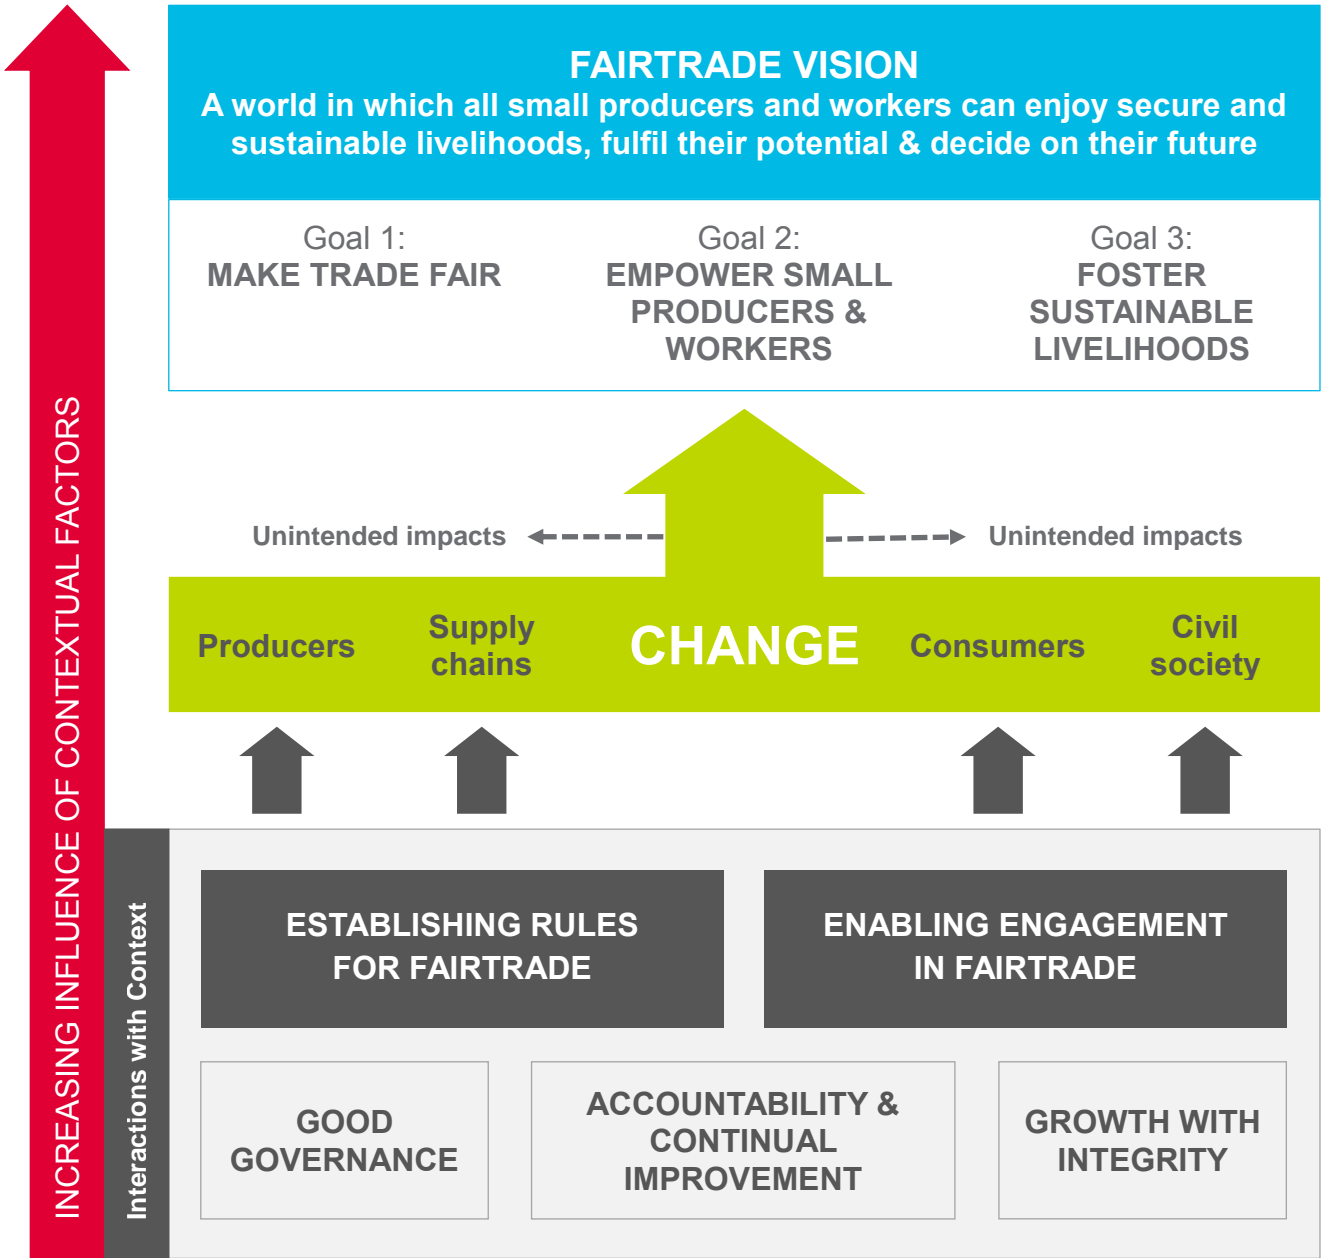 FAIRTRADE VISION
A world in which all small producers and workers can enjoy secure and
sustainable livelihoods, fulfil their potential & decide on their future
Goal 1:
MAKE TRADE FAIR
Goal 2:
EMPOWER SMALL
PRODUCERS &
WORKERS
Goal 3:
FOSTER
SUSTAINABLE
LIVELIHOODS
INCREASING INFLUENCE OF CONTEXTUAL FACTORS
Unintended impacts
Unintended impacts
Producers
Supply
chains
CHANGE
Consumers
Civil
society
Interactions with Context
ESTABLISHING RULES
FOR FAIRTRADE
ENABLING ENGAGEMENT
IN FAIRTRADE
GOOD
GOVERNANCE
ACCOUNTABILITY &
CONTINUAL
IMPROVEMENT
GROWTH WITH
INTEGRITY